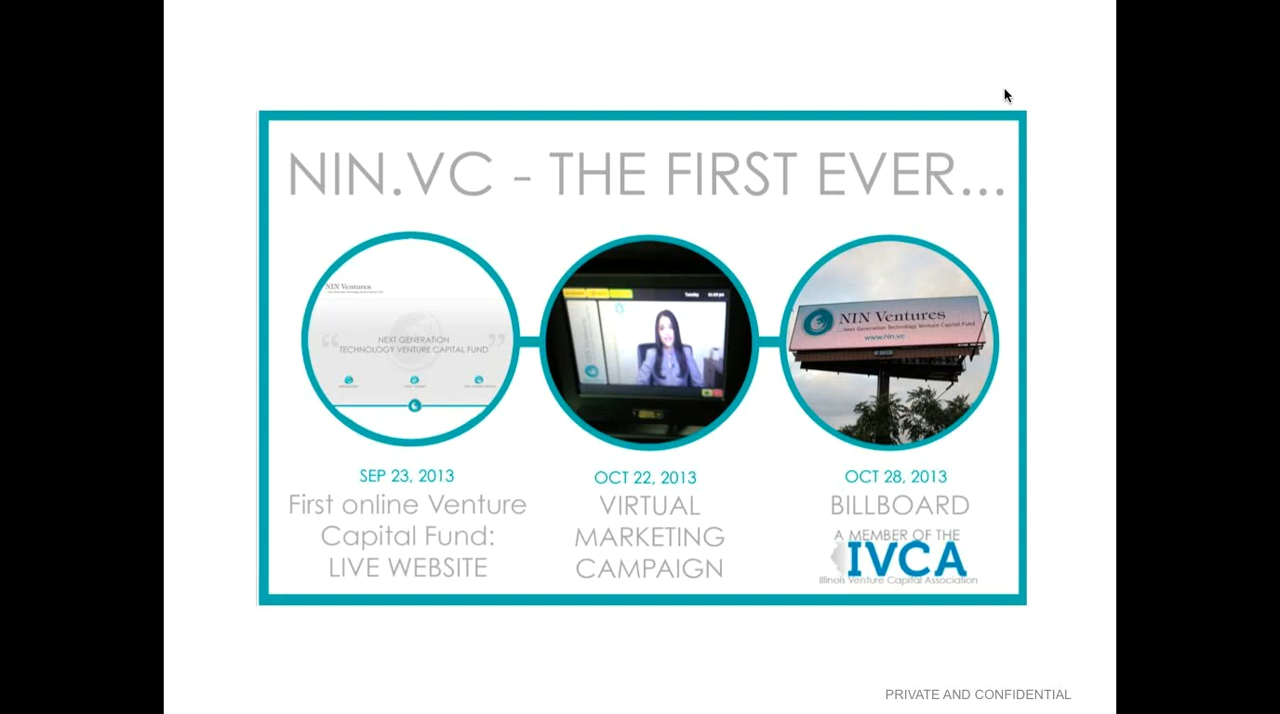 NIN.VC - THE FIRST EVER...
NIN Ventures
“ NEXT GENERATION
TECHNOLOGY VENTURE CAPITAL FUND ”
Tuesday
NIN Ventures
...Next Generation Technology Venture Capital Fund
www.nin.vc
SEP 23, 2013
First online Venture
Capital Fund:
LIVE WEBSITE
OCT 22, 2013
VIRTUAL
MARKETING
CAMPAIGN
OCT 28, 2013
BILLBOARD
A MEMBER OF THE
IVCA
Illinois Venture Capital Association
PRIVATE AND CONFIDENTIAL